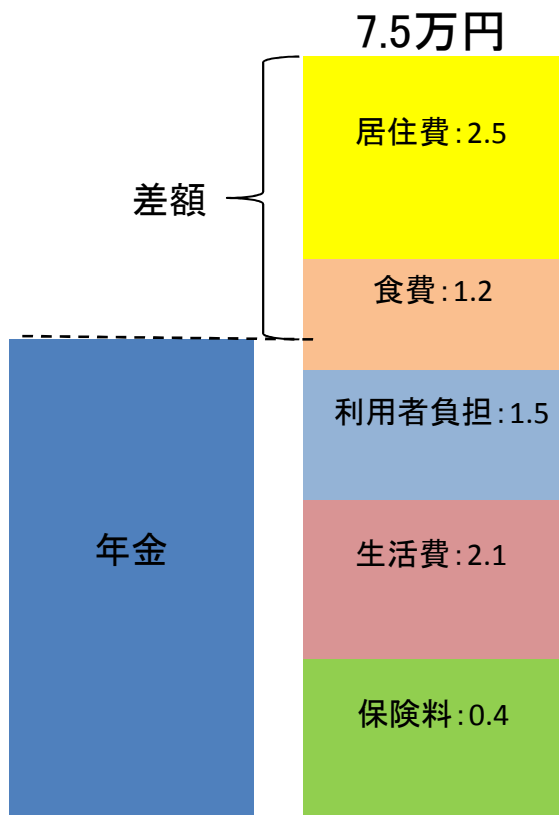 7.5万円
居住費：2.5
差額
食費：1.2
利用者負担：1.5
年金
生活費：2.1
保険料：0.4